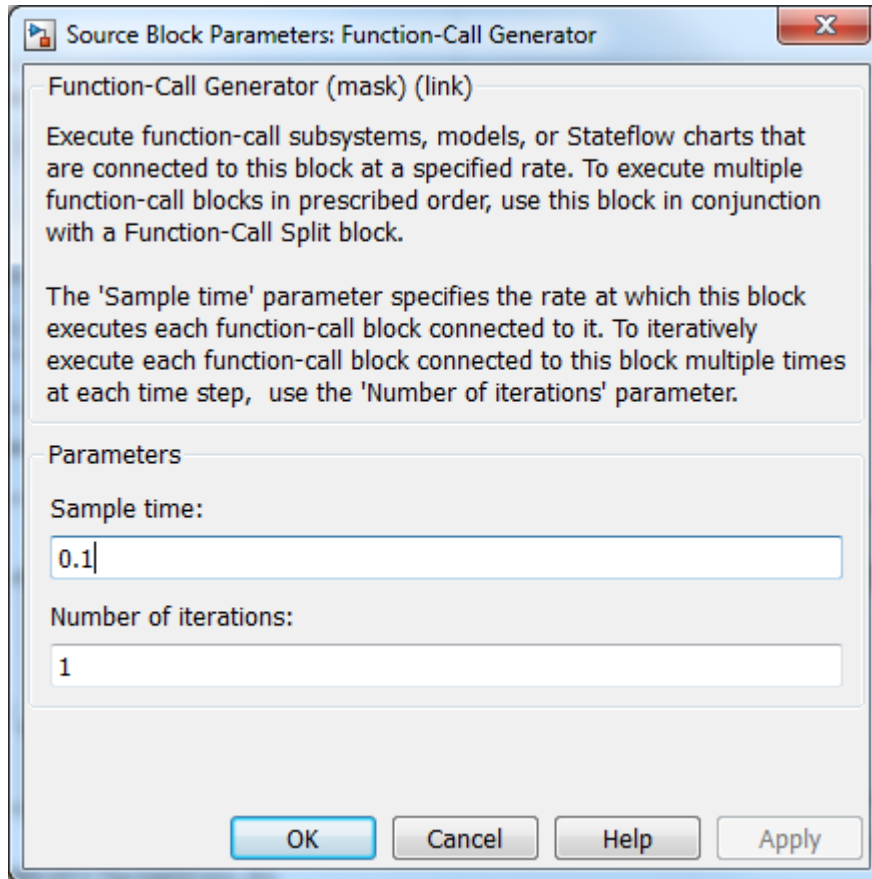 Source Block Parameters: Function-Call Generator
Function-Call Generator (mask) (link)
Execute function-call subsystems, models, or Stateflow charts that
are connected to this block at a specified rate. To execute multiple
function-call blocks in prescribed order, use this block in conjunction
with a Function-Call Split block.
The 'Sample time' parameter specifies the rate at which this block
executes each function-call block connected to it. To iteratively
execute each function-call block connected to this block multiple times
at each time step,  use the 'Number of iterations' parameter.
Parameters
Sample time:
0.1
Number of iterations:
1
OK Cancel Help Apply